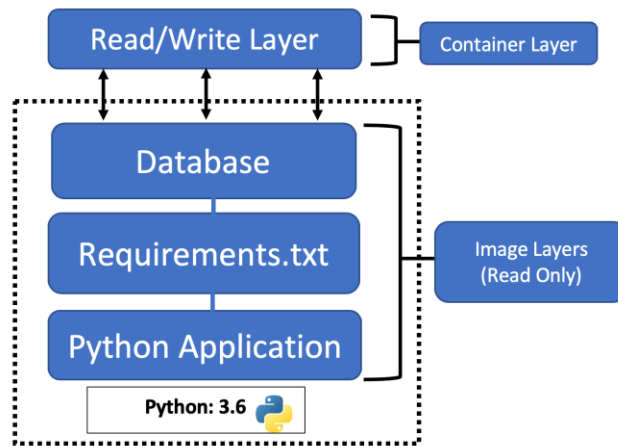 Read/Write Layer
Container Layer
Database
Requirements.txt
Image Layers
(Read Only)
Python Application
Python: 3.6